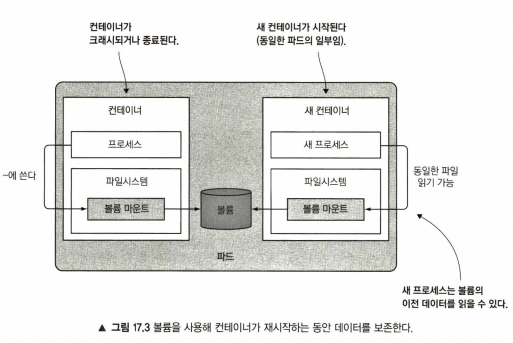 컨테이너가
크래시되거나 종료된다.
새 컨테이너가 시작된다
(동일한 파드의 일부임).
컨테이너
새 컨테이너
프로세스
새 프로세스
~에 쓴다
동일한 파일
읽기 가능
파일시스템
파일시스템
볼륨 마운트
볼륨
볼륨 마운트
파드
새 프로세스는 볼륨의
이전 데이터를 읽을 수 있다.
▲ 그림 17.3 볼륨을 사용해 컨테이너가 재시작하는 동안 데이터를 보존한다.